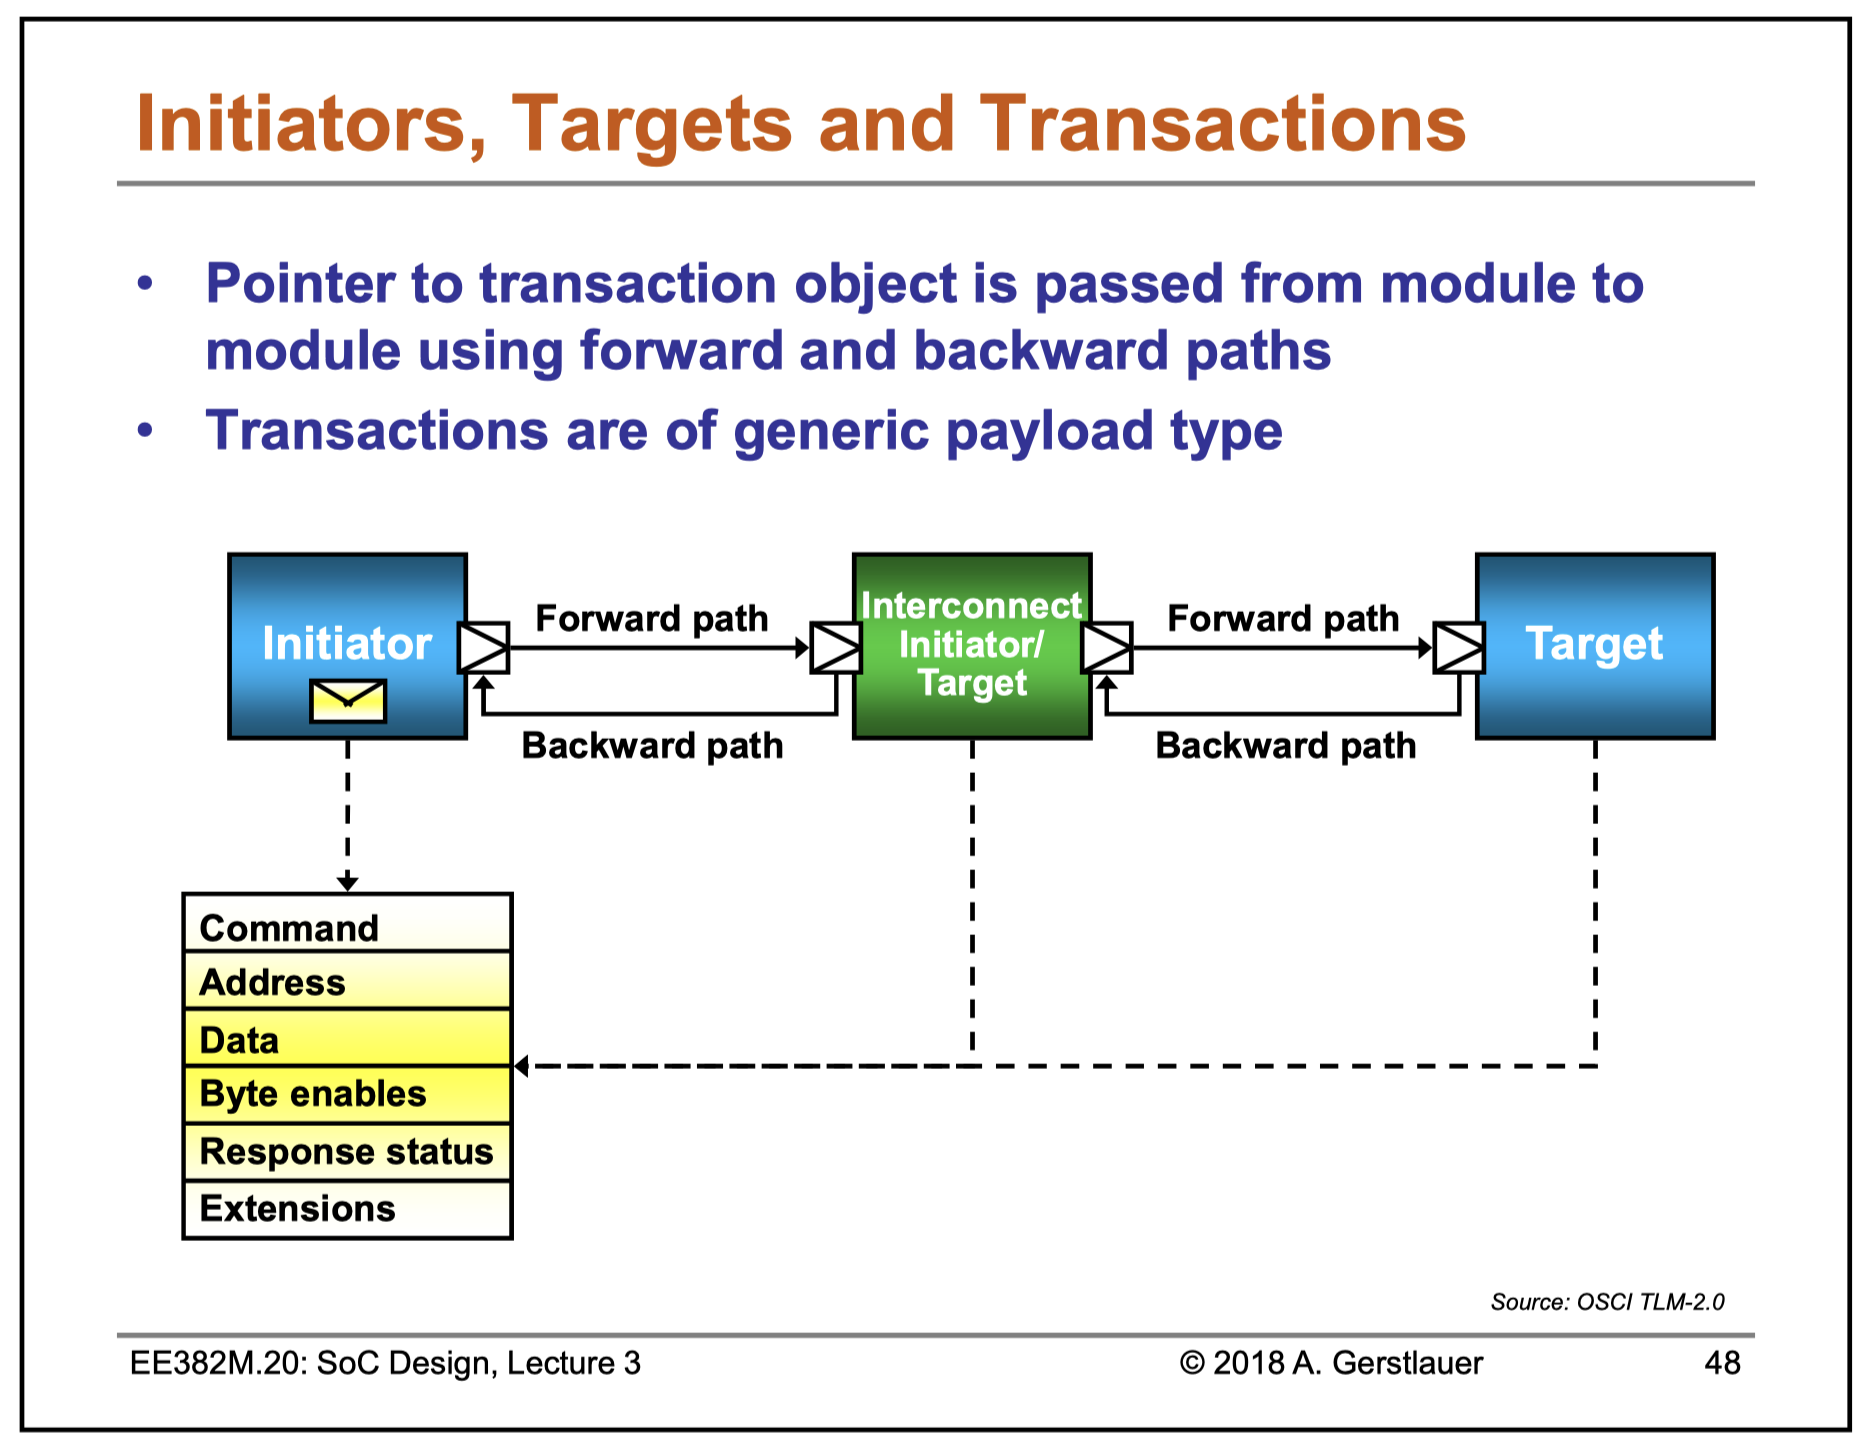 Initiators, Targets and Transactions
• Pointer to transaction object is passed from module to
module using forward and backward paths
• Transactions are of generic payload type
Initiator
Forward path
Backward path
Interconnect
Initiator/
Target
Forward path
Backward path
Target
Command
Address
Data
Byte enables
Response status
Extensions
Source: OSCI TLM-2.0
EE382M.20: SoC Design, Lecture 3
© 2018 A. Gerstlauer
48